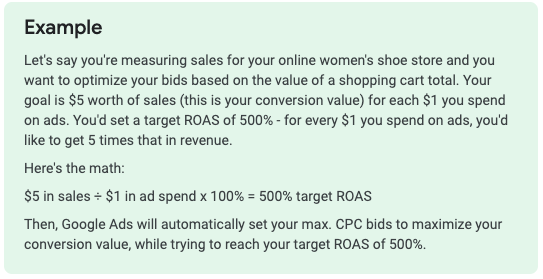 Example
Let's say you're measuring sales for your online women's shoe store and you
want to optimize your bids based on the value of a shopping cart total. Your
goal is $5 worth of sales (this is your conversion value) for each $1 you spend
on ads. You'd set a target ROAS of 500% - for every $1 you spend on ads, you'd
like to get 5 times that in revenue.
Here's the math:
$5 in sales ÷ $1 in ad spend x 100% = 500% target ROAS
Then, Google Ads will automatically set your max. CPC bids to maximize your
conversion value, while trying to reach your target ROAS of 500%.